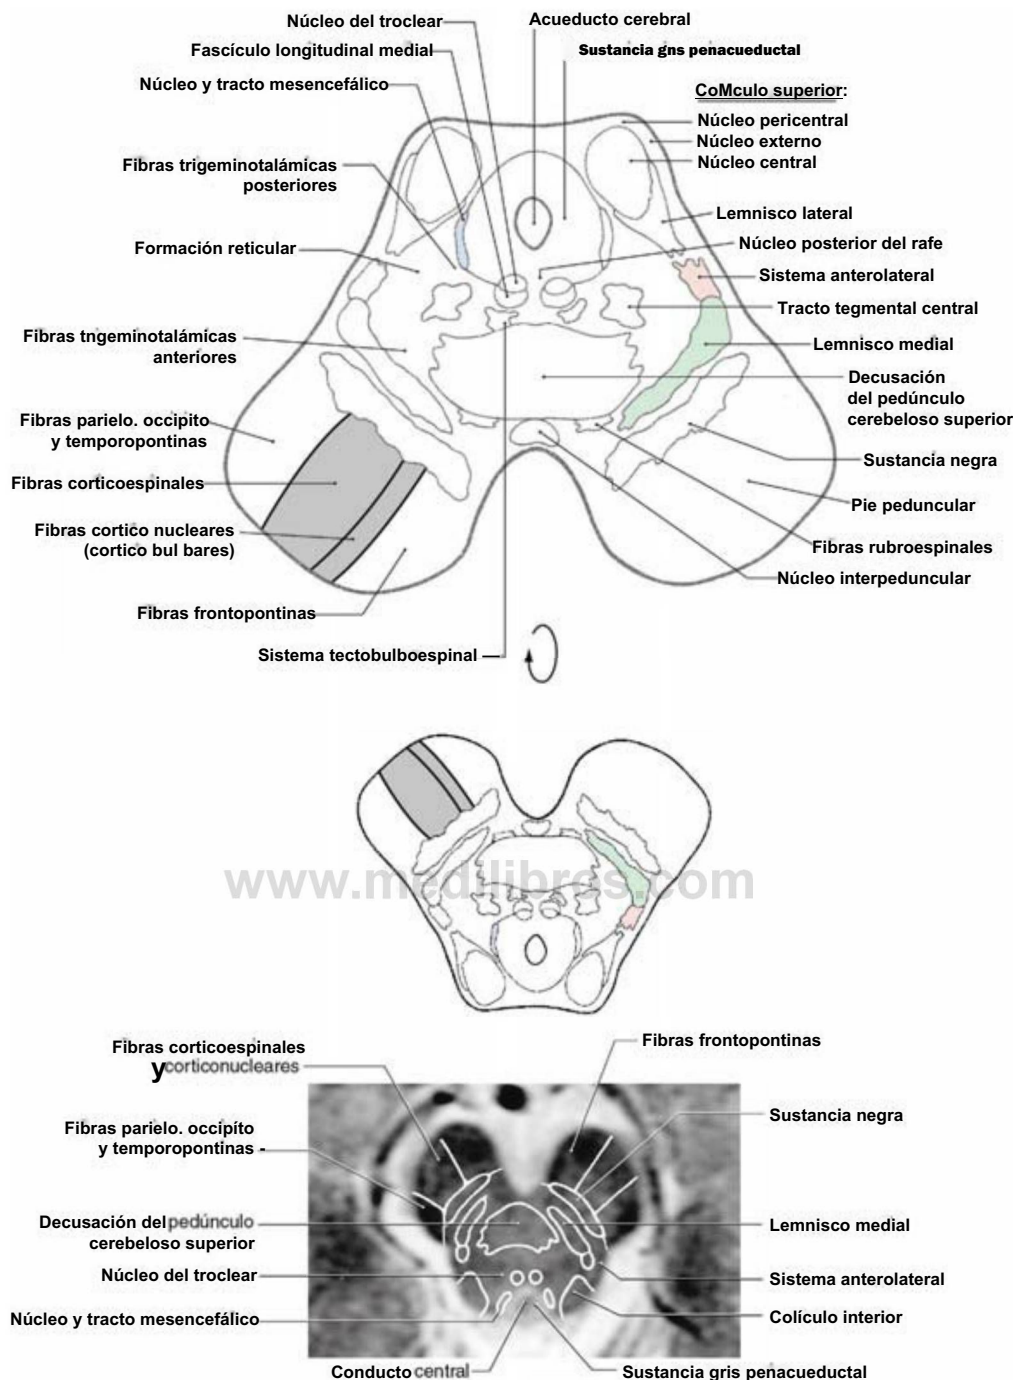 Núcleo del troclear
Fascículo longitudinal medial
Núcleo y tracto mesencefálico
Fibras trigeminotalámicas
posteriores
Formación reticular
Fibras tngeminotalámicas
anteriores
Fibras parielo. occipito
y temporopontinas
Fibras corticoespinales
Fibras cortico nucleares
(cortico bul bares)
Fibras frontopontinas
Sistema tectobulboespinal
Acueducto cerebral
Sustancia gns penacueductal
CoMculo superior:
Núcleo pericentral
Núcleo externo
Núcleo central
Lemnisco lateral
Núcleo posterior del rafe
Sistema anterolateral
Tracto tegmental central
Lemnisco medial
Decusación
del pedúnculo
cerebeloso superior
Sustancia negra
Pie peduncular
Fibras rubroespinales
Núcleo interpeduncular
www.medilibros.com
Fibras corticoespinales
y corticonucleares
Fibras parielo. occipíto
y temporopontinas -
Decusación del pedúnculo
cerebeloso superior
Núcleo del troclear
Núcleo y tracto mesencefálico
Conducto central
Fibras frontopontinas
Sustancia negra
Lemnisco medial
Sistema anterolateral
Colículo interior
Sustancia gris penacueductal